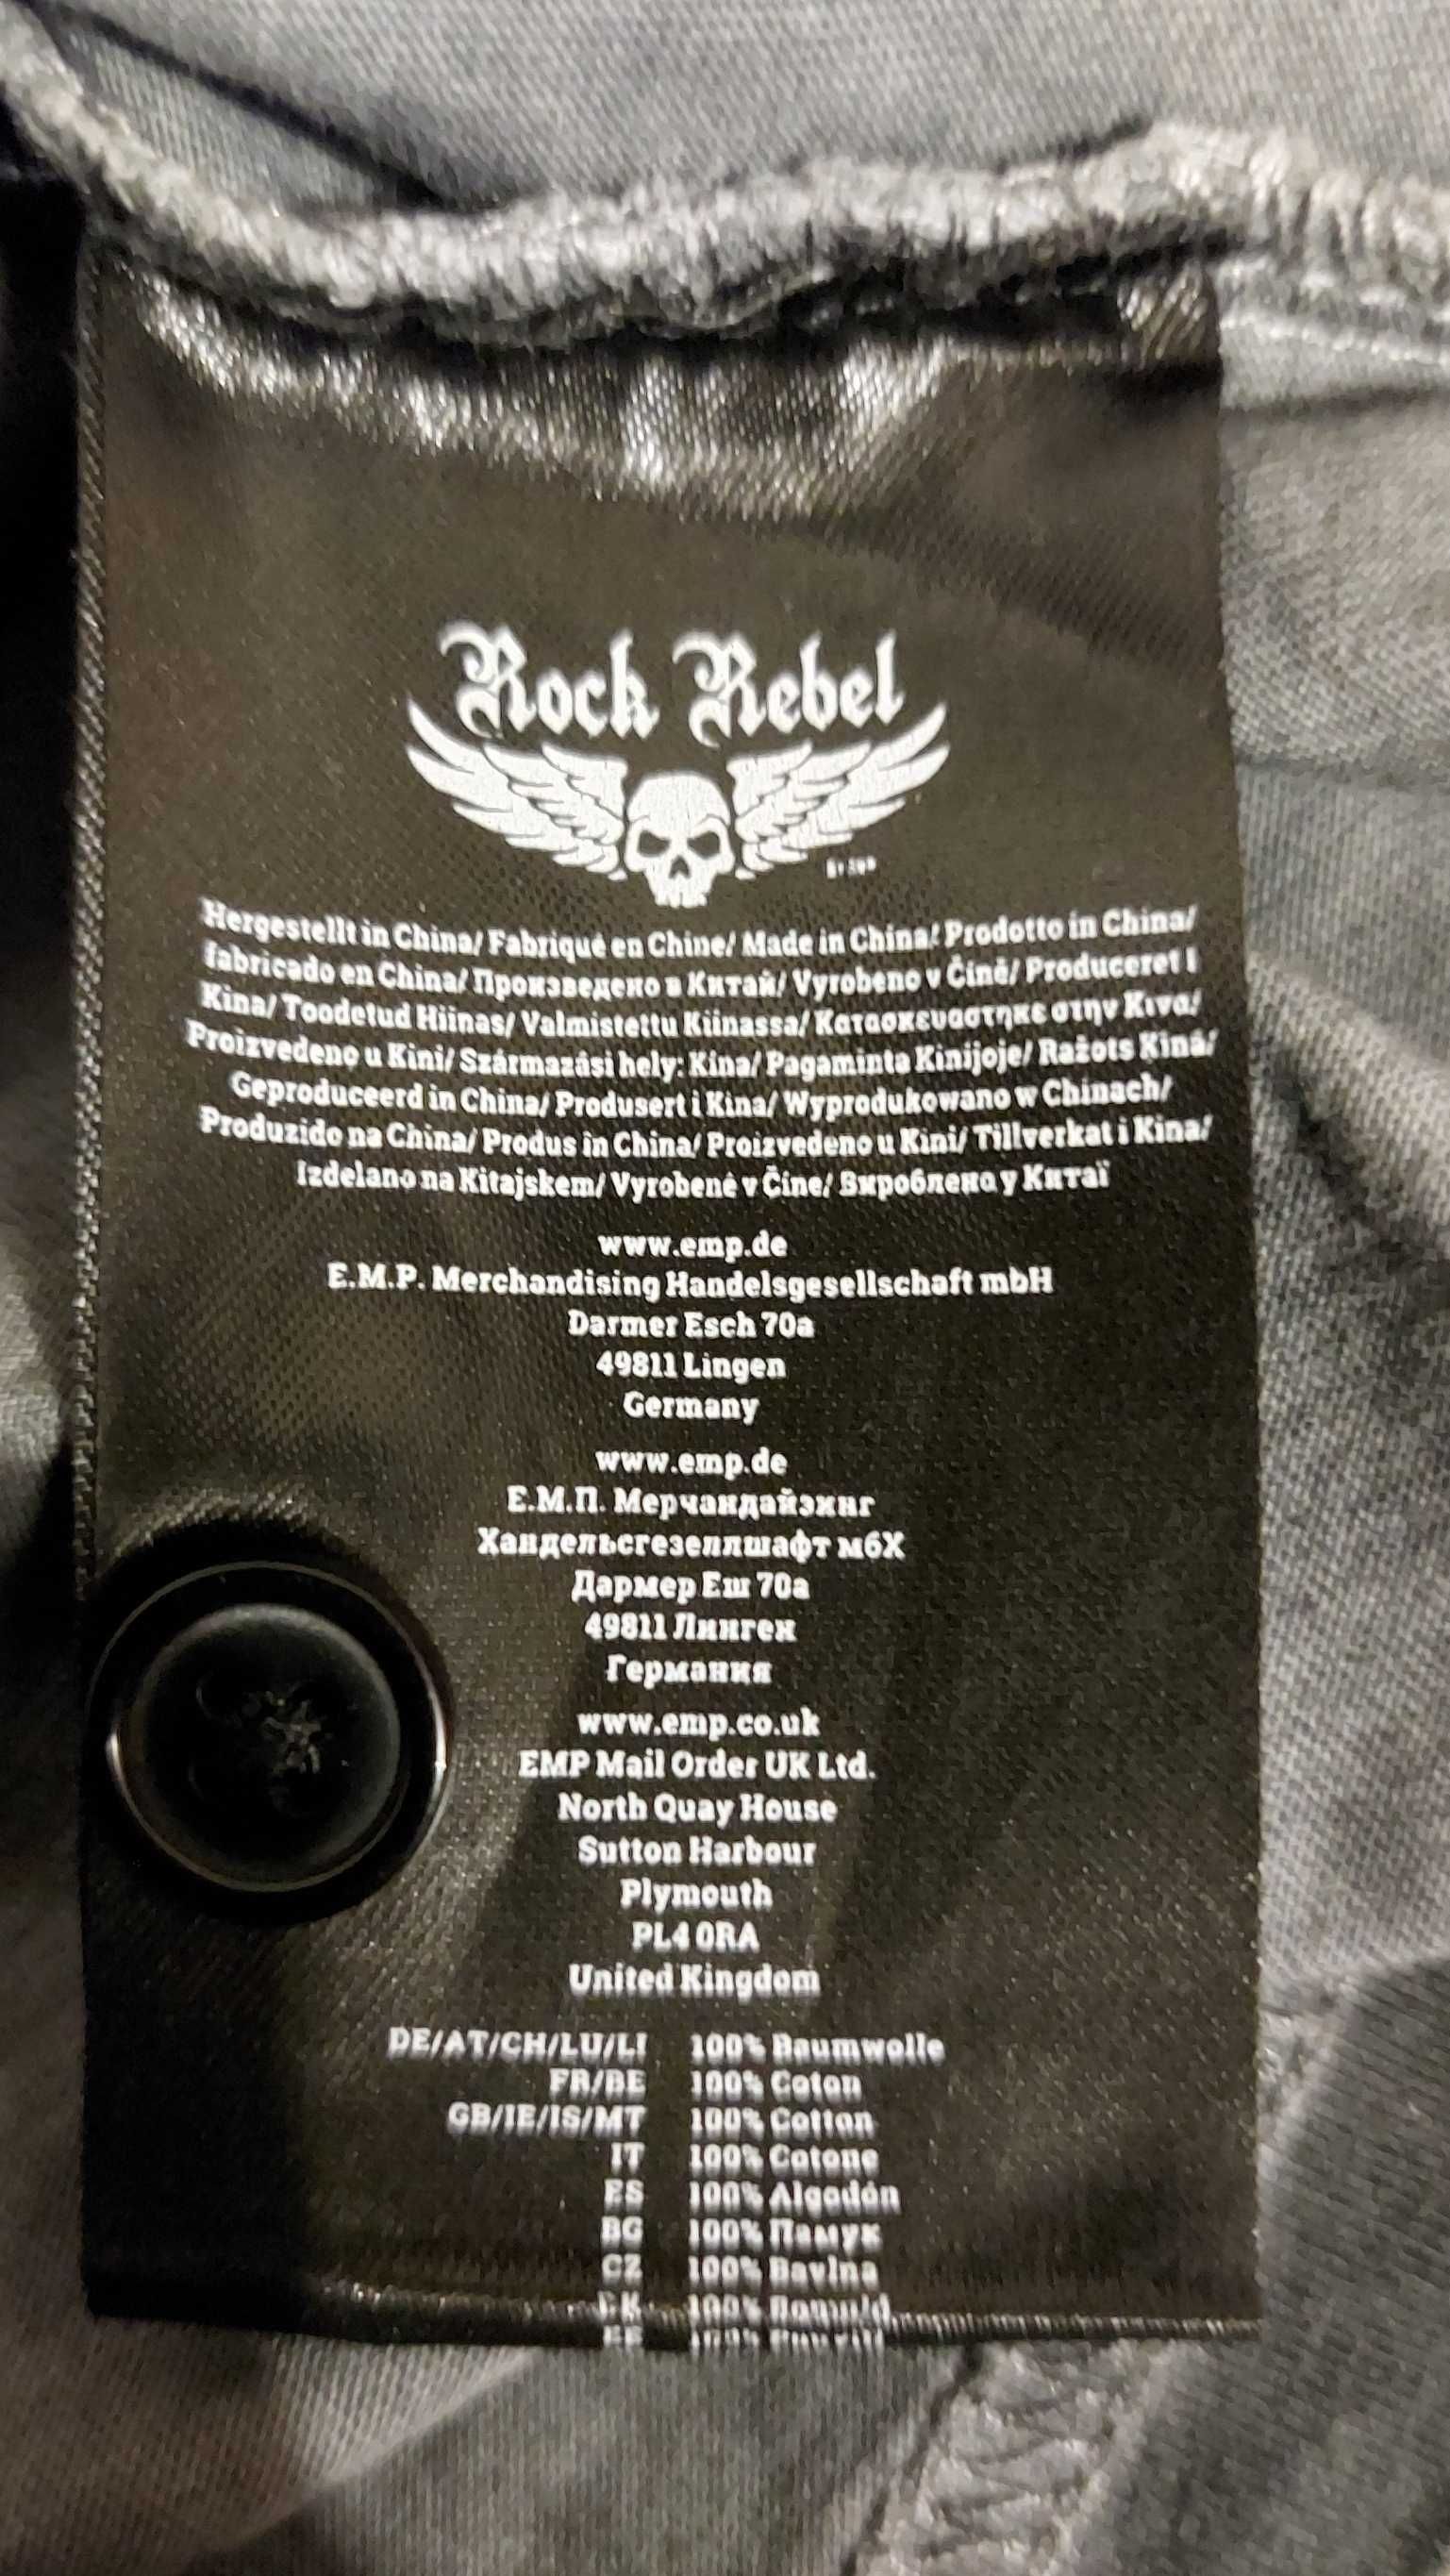 Rock Rebel
Hergestellt in China/ Fabriqué en Chine/ Made in China/ Prodotto in China/
fabricado en China/ Произведено в Китай/ Vyrobeno v Číně/ Produceret i
Kina/ Toodetud Hiinas/ Valmistettu Kiinassa/ Κατασκευαστηκε στην Κινα/
Proizvedeno u Kini/ Származási hely: Kína/ Pagaminta Kinijoje/ Ražots Ķīnā/
Geproduceerd in China/ Produsert i Kina/ Wyprodukowano w Chinach/
Produzido na China/ Produs în China/ Proizvedeno u Kini/ Tillverkat i Kina/
Izdelano na Kitajskem/ Vyrobené v Číne/ Вироблено у Китаї
www.emp.de
E.M.P. Merchandising Handelsgesellschaft mbH
Darmer Esch 70a
49811 Lingen
Germany
www.emp.de
Е.М.П. Мерчандайзинг
Хандельсгезеллшафт мбХ
Дармер Еш 70а
49811 Линген
Германия
www.emp.co.uk
EMP Mail Order UK Ltd.
North Quay House
Sutton Harbour
Plymouth
PL4 0RA
United Kingdom
DE/AT/CH/LU/LI 100% Baumwolle
FR/BE 100% Coton
GB/IE/IS/MT 100% Cotton
IT 100% Cotone
ES 100% Algodón
BG 100% Памук
CZ 100% Bavlna
DK 100% Bomuld
EE 100%